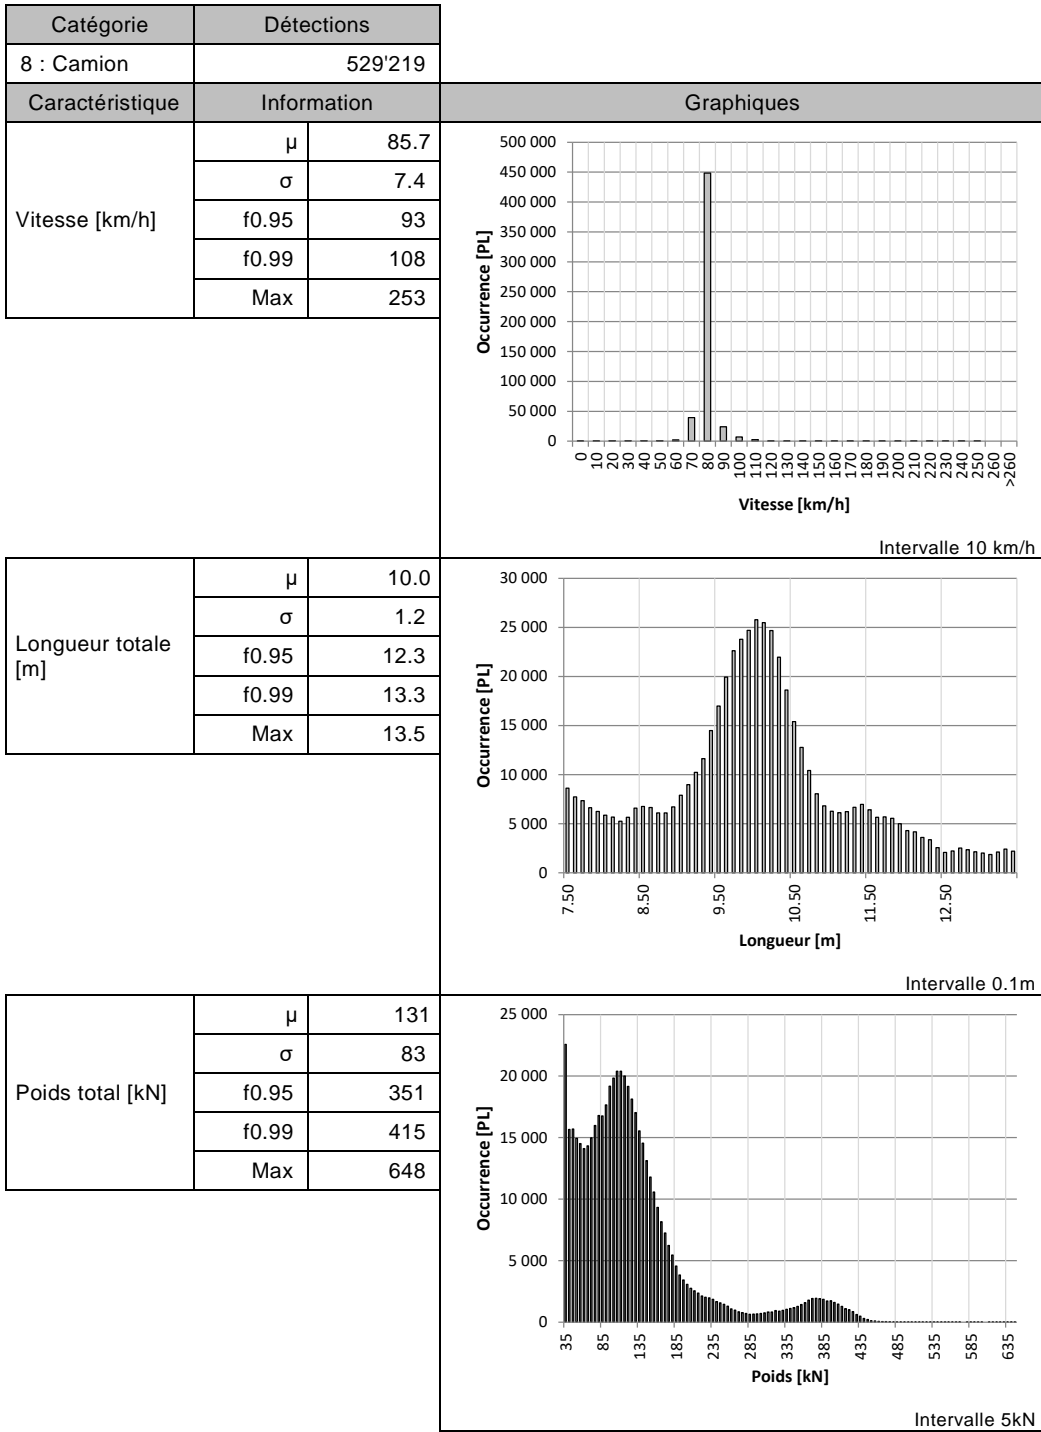 Catégorie Détections
8 : Camion 529'219
Caractéristique Information Graphiques
Vitesse [km/h]
µ 85.7
σ 7.4
f0.95 93
f0.99 108
Max 253
500 000
450 000
400 000
350 000
300 000
250 000
200 000
150 000
100 000
50 000
0
Occurrence [PL]
0 10 20 30 40 50 60 70 80 90 100 110 120 130 140 150 160 170 180 190 200 210 220 230 240 250 260 >260
Vitesse [km/h]
Intervalle 10 km/h
Longueur totale
[m]
µ 10.0
σ 1.2
f0.95 12.3
f0.99 13.3
Max 13.5
30 000
25 000
20 000
15 000
10 000
5 000
0
Occurrence [PL]
7.50 8.50 9.50 10.50 11.50 12.50
Longueur [m]
Intervalle 0.1m
Poids total [kN]
µ 131
σ 83
f0.95 351
f0.99 415
Max 648
25 000
20 000
15 000
10 000
5 000
0
Occurrence [PL]
35 85 135 185 235 285 335 385 435 485 535 585 635
Poids [kN]
Intervalle 5kN